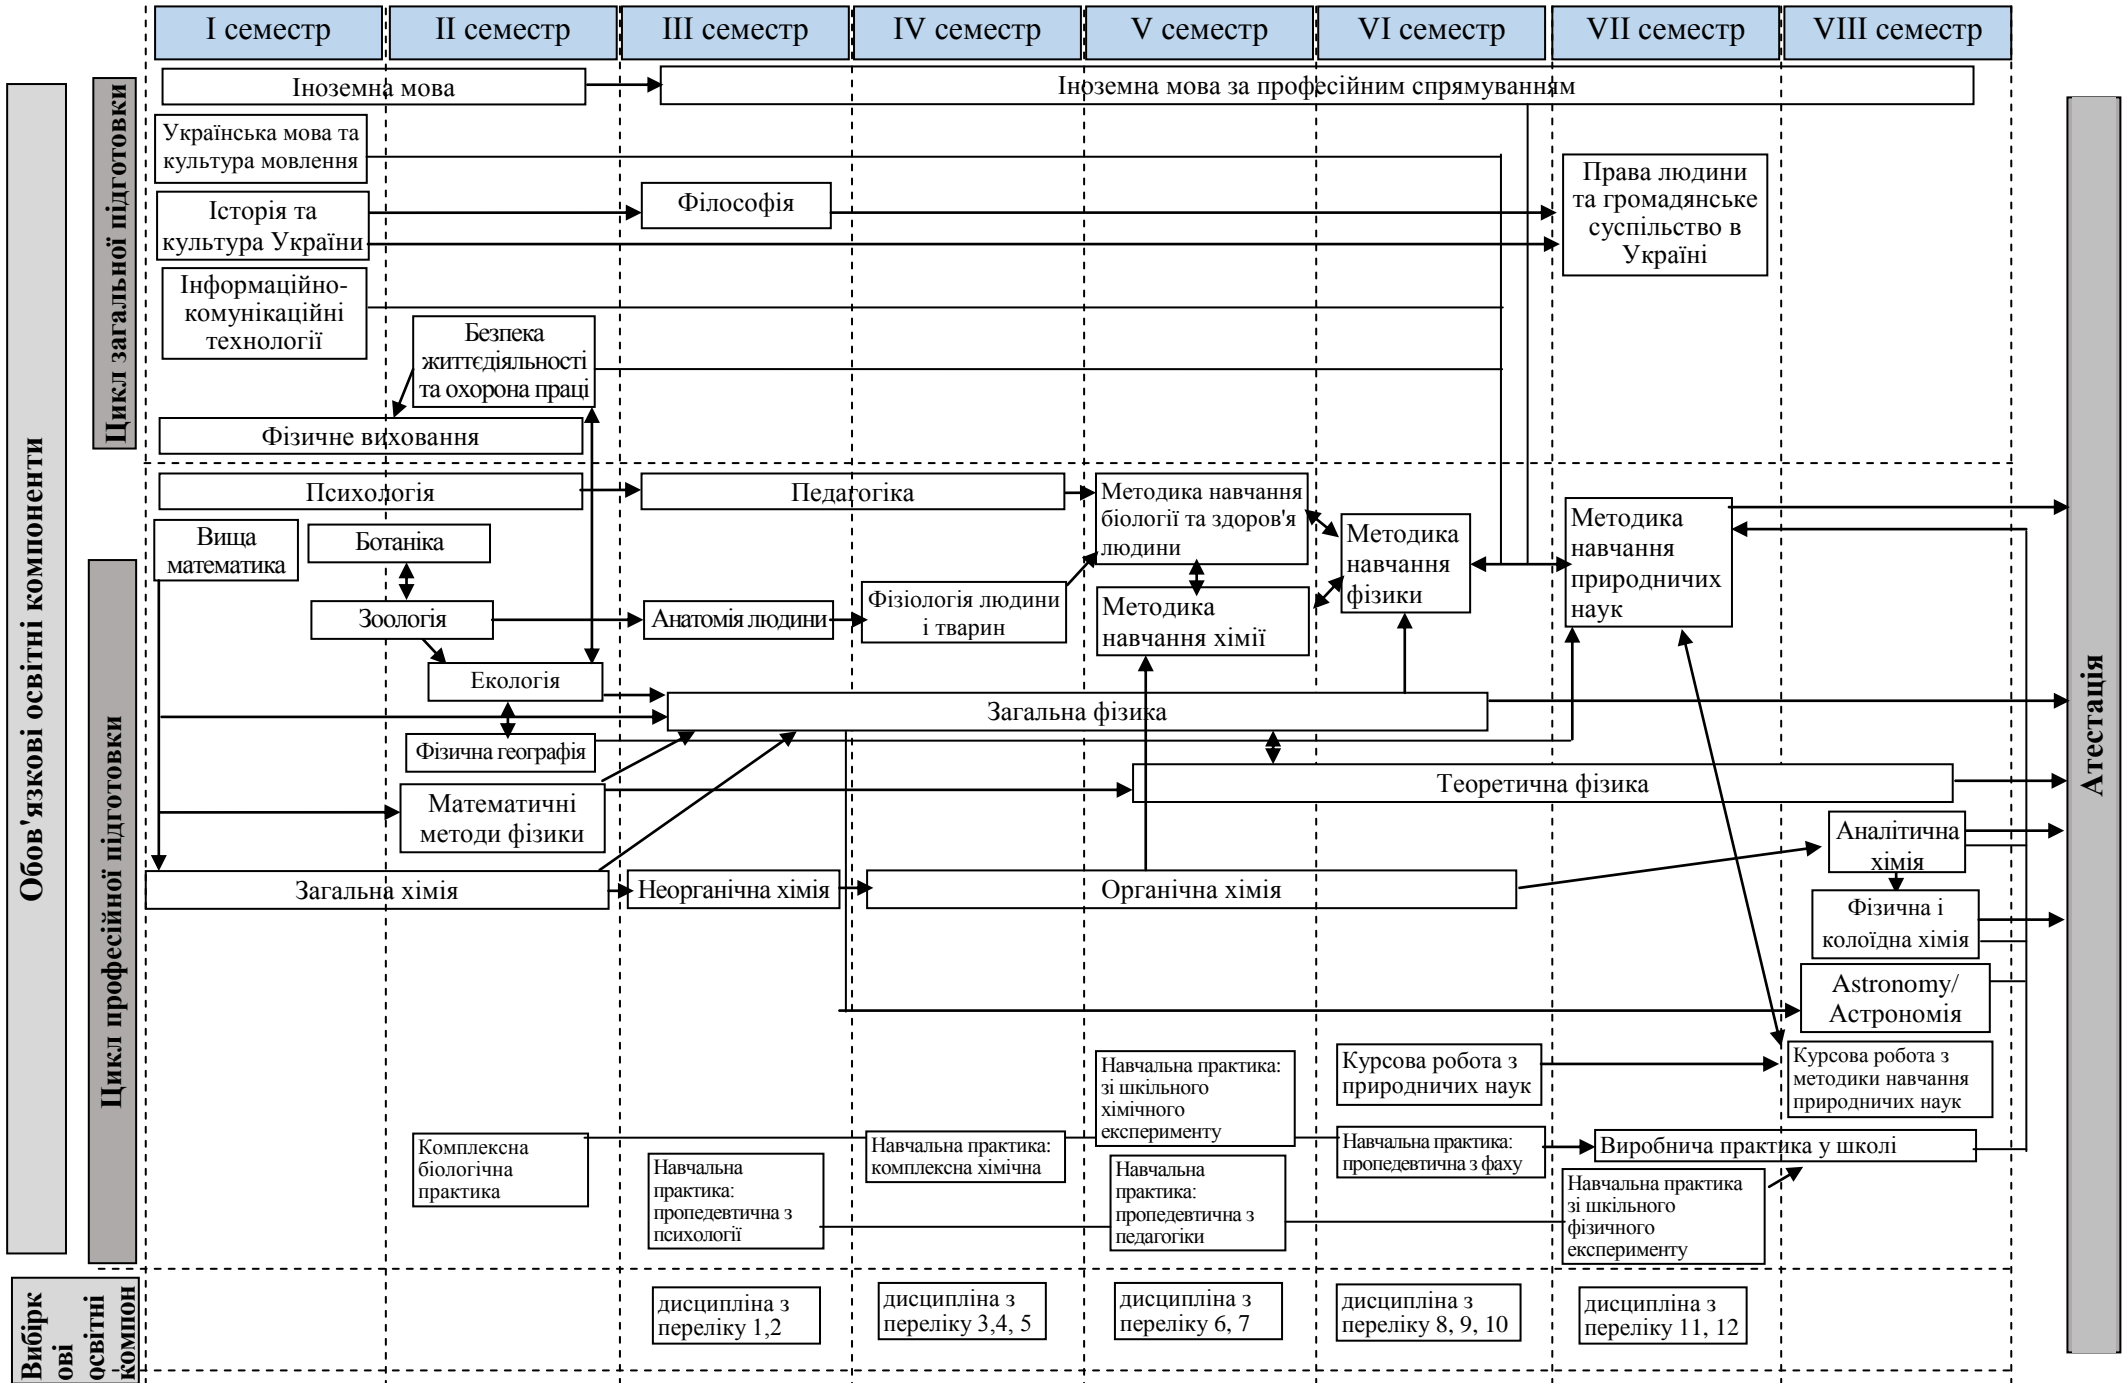 I семестр
II семестр
III семестр
IV семестр
V семестр
VI семестр
VII семестр
VIII семестр
Обов'язкові освітні компоненти
Цикл загальної підготовки
Іноземна мова
Іноземна мова за професійним спрямуванням
Українська мова та
культура мовлення
Історія та
культура України
Філософія
Права людини
та громадянське
суспільство в
Україні
Інформаційно-
комунікаційні
технології
Безпека
життєдіяльності
та охорона праці
Фізичне виховання
Цикл професійної підготовки
Психологія
Педагогіка
Методика навчання
біології та здоров'я
людини
Методика
навчання
фізики
Методика
навчання
природничих
наук
Вища
математика
Ботаніка
Зоологія
Анатомія людини
Фізіологія людини
і тварин
Методика
навчання хімії
Екологія
Загальна фізика
Фізична географія
Теоретична фізика
Математичні
методи фізики
Аналітична
хімія
Загальна хімія
Неорганічна хімія
Органічна хімія
Фізична і
колоїдна хімія
Astronomy/
Астрономія
Навчальна практика:
зі шкільного
хімічного
експерименту
Курсова робота з
природничих наук
Курсова робота з
методики навчання
природничих наук
Комплексна
біологічна
практика
Навчальна практика:
комплексна хімічна
Навчальна практика:
пропедевтична з фаху
Виробнича практика у школі
Навчальна
практика:
пропедевтична з
психології
Навчальна
практика:
пропедевтична з
педагогіки
Навчальна практика
зі шкільного
фізичного
експерименту
Атестація
Вибірк
ові
освітні
компон
дисципліна з
переліку 1,2
дисципліна з
переліку 3,4, 5
дисципліна з
переліку 6, 7
дисципліна з
переліку 8, 9, 10
дисципліна з
переліку 11, 12